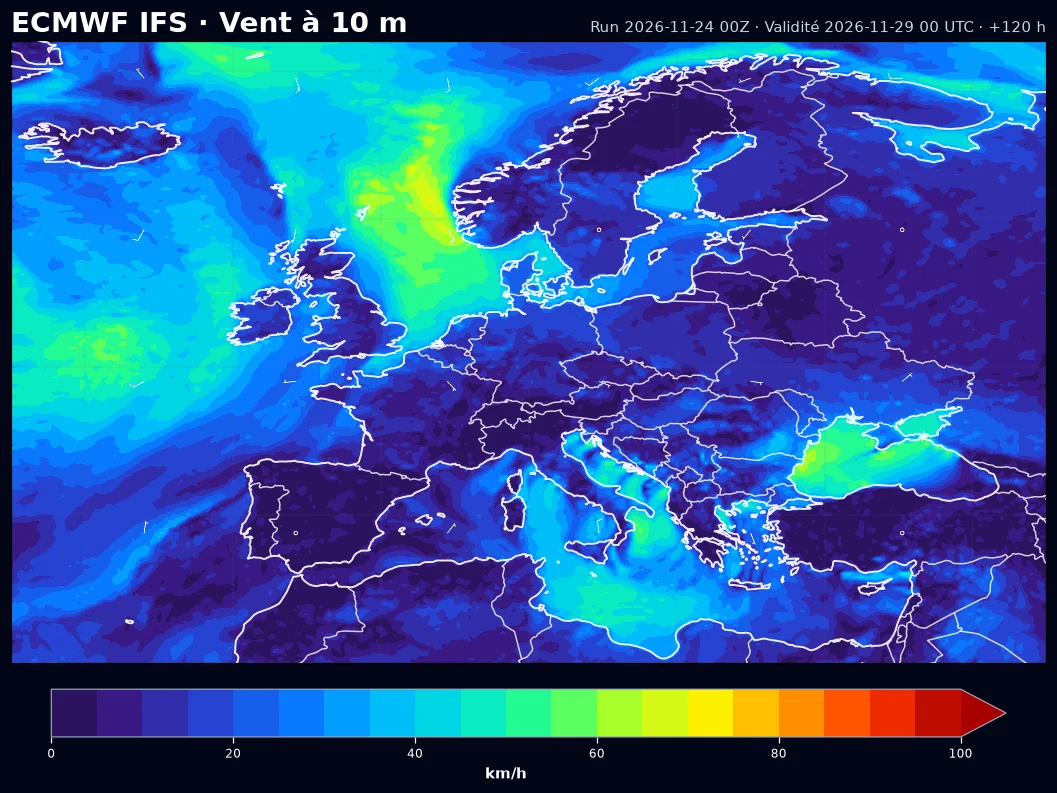 ECMWF IFS · Vent à 10 m
Run 2026-11-24 00Z · Validité 2026-11-29 00 UTC · +120 h
0 20 40 60 80 100
km/h